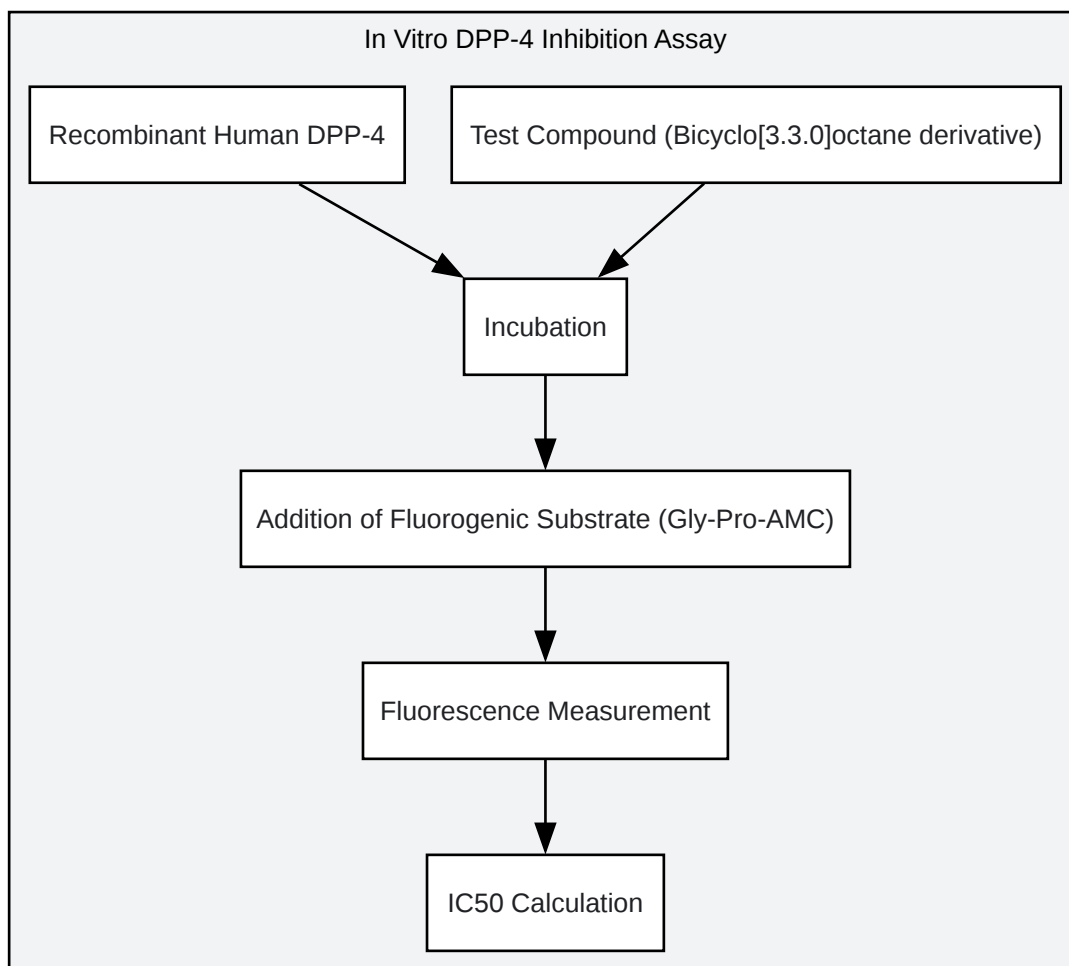 In Vitro DPP-4 Inhibition Assay
Recombinant Human DPP-4
Test Compound (Bicyclo[3.3.0]octane derivative)
Incubation
Addition of Fluorogenic Substrate (Gly-Pro-AMC)
Fluorescence Measurement
IC50 Calculation